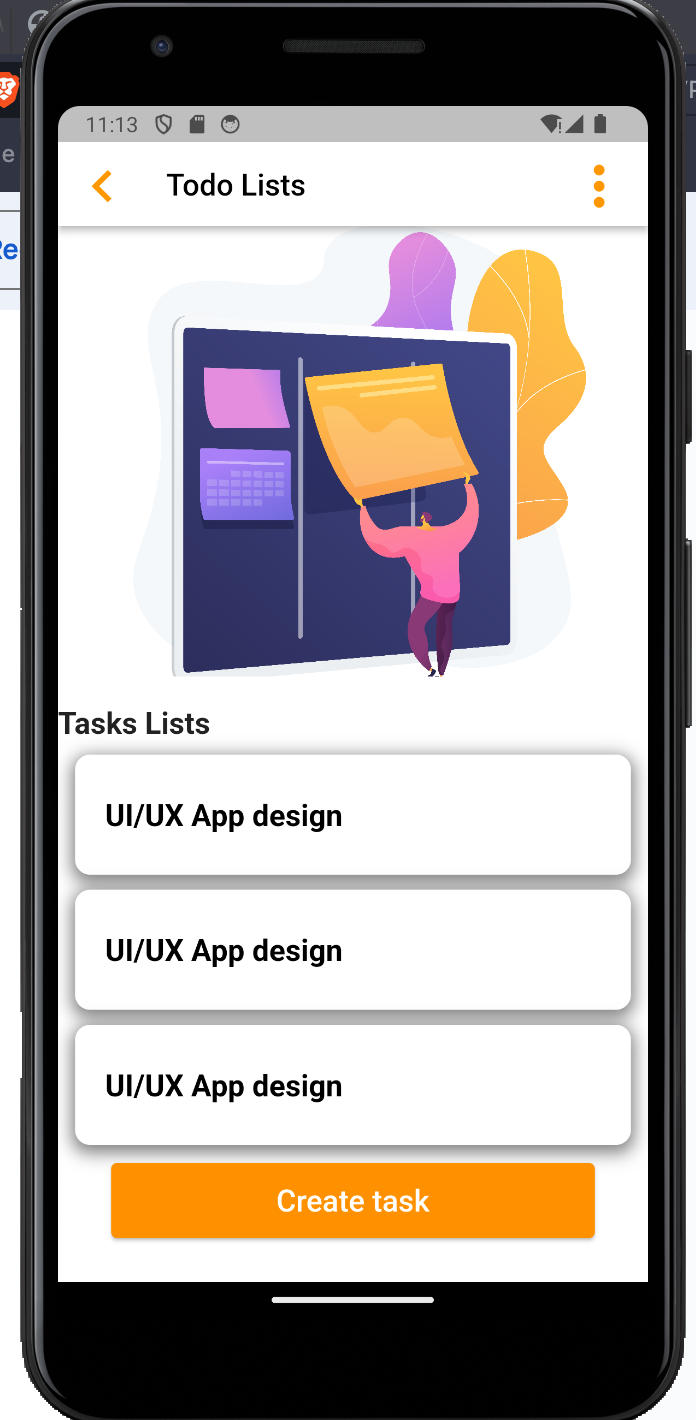 11:13
Todo Lists
Tasks Lists
UI/UX App design
UI/UX App design
UI/UX App design
Create task